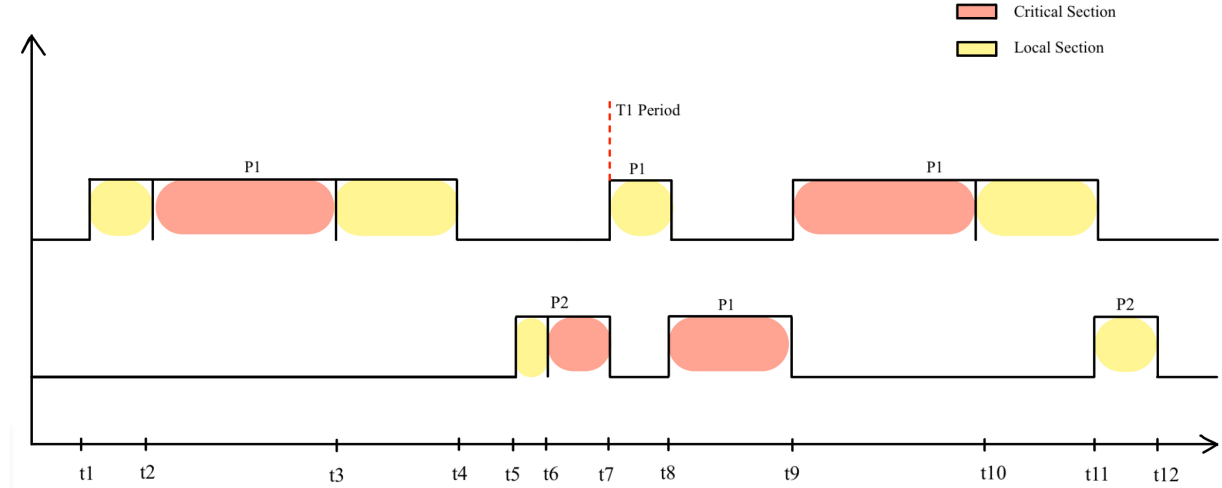 Critical Section
Local Section
T1 Period
P1
P1
P1
P2
P1
P2
t1
t2
t3
t4
t5
t6
t7
t8
t9
t10
t11
t12